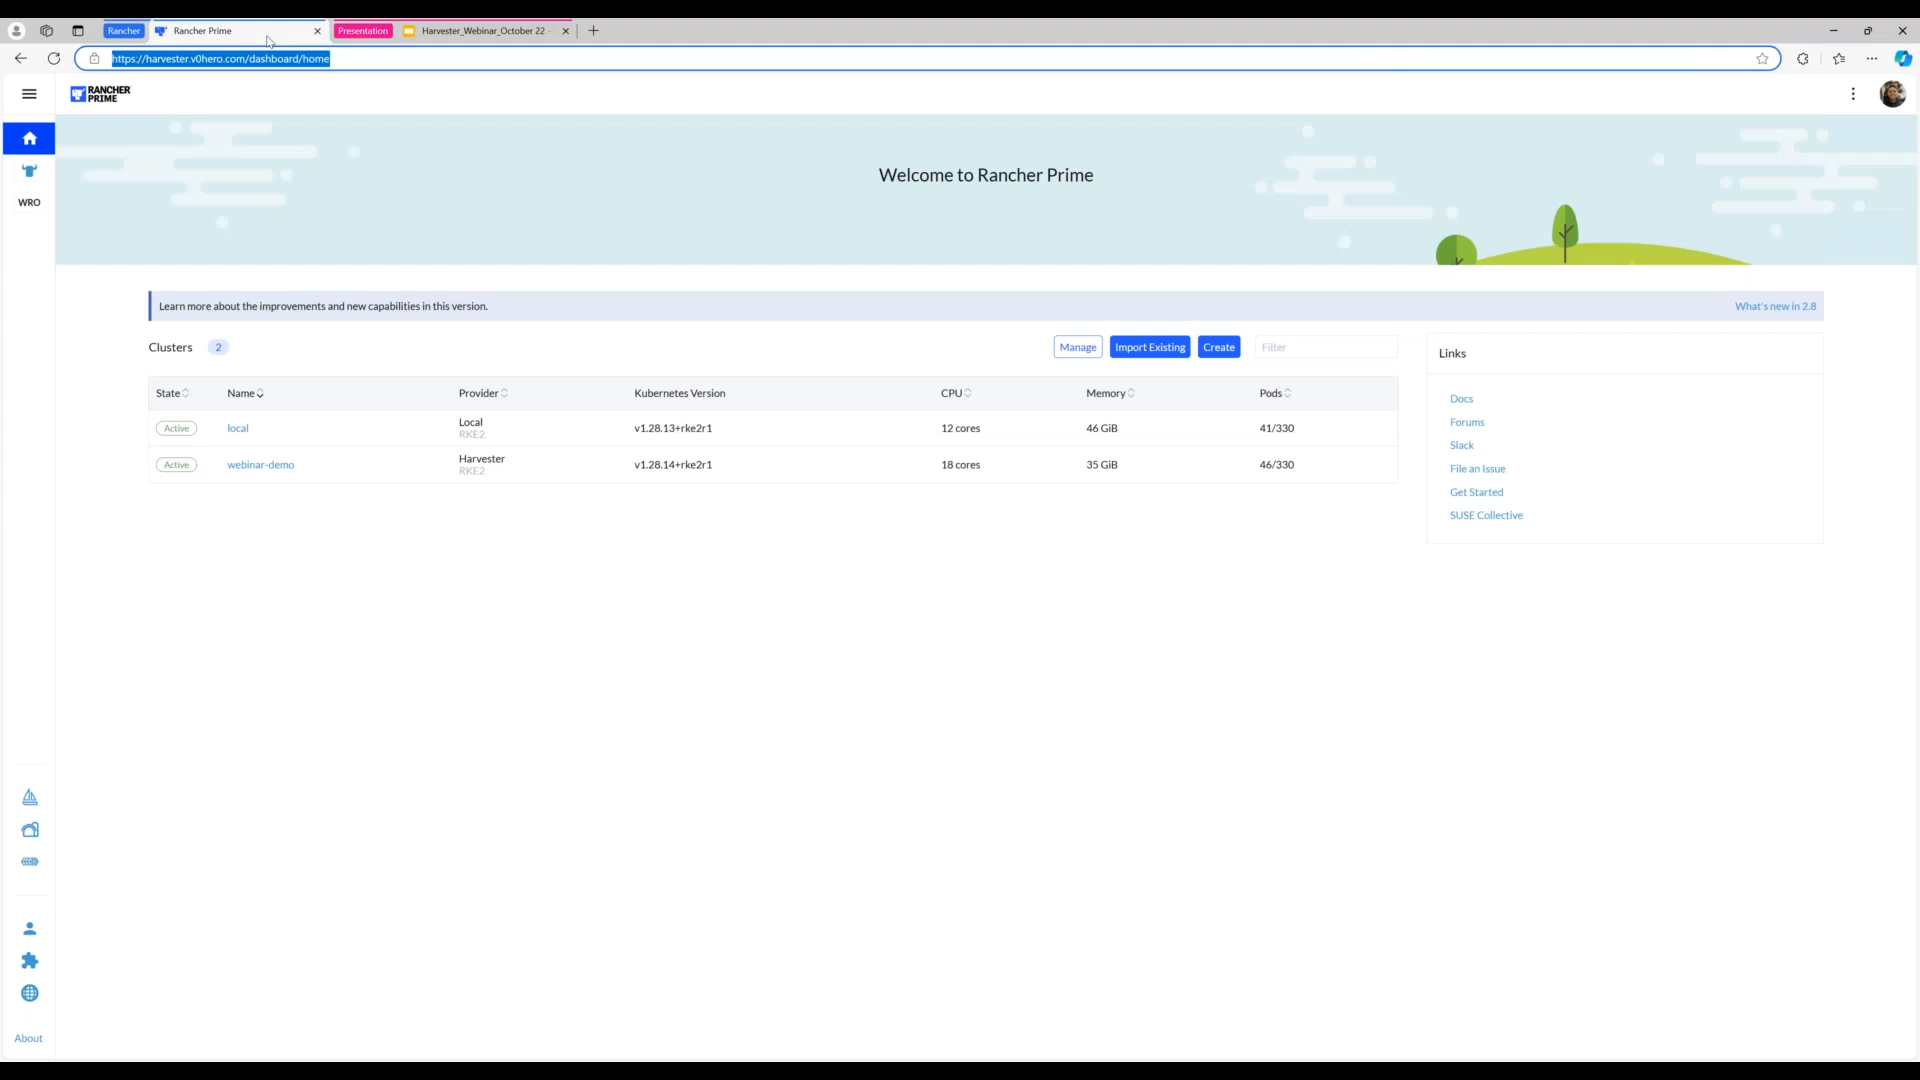 Rancher
Rancher Prime
Presentation
Harvester_Webinar_October 22 -
https://harvester.v0hero.com/dashboard/home
RANCHER
PRIME
WRO
Welcome to Rancher Prime
Learn more about the improvements and new capabilities in this version.
What's new in 2.8
Clusters 2
Manage
Import Existing
Create
Filter
State Name Provider Kubernetes Version CPU Memory Pods
Active local Local v1.28.13+rke2r1 12 cores 46 GiB 41/330
RKE2
Active webinar-demo Harvester v1.28.14+rke2r1 18 cores 35 GiB 46/330
RKE2
Links
Docs
Forums
Slack
File an Issue
Get Started
SUSE Collective
About